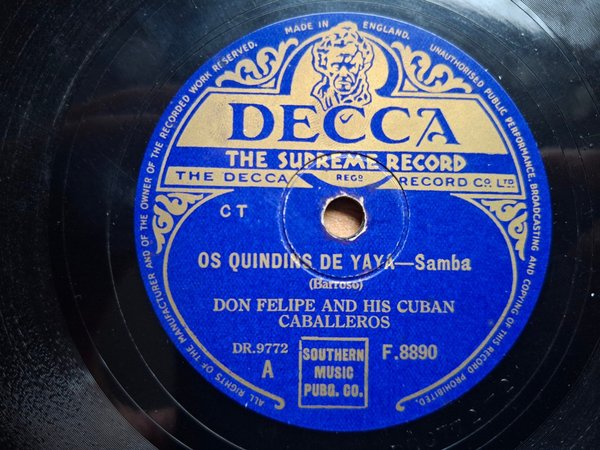 MADE IN ENGLAND.
ALL RIGHTS OF THE MANUFACTURER AND OF THE OWNER OF THE RECORDED WORK RESERVED.
UNAUTHORISED PUBLIC PERFORMANCE, BROADCASTING AND COPYING OF THIS RECORD PROHIBITED.
DECCA
THE SUPREME RECORD
THE DECCA REGD RECORD CO. LTD
CT
OS QUINDINS DE YAYA—Samba
(Barroso)
DON FELIPE AND HIS CUBAN
CABALLEROS
DR.9772
A
SOUTHERN
MUSIC
PUBG. CO.
F.8890